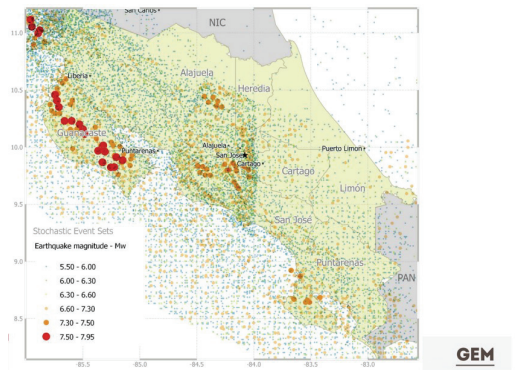 San Carlos
NIC
11.0
Liberia
Alajuela
Heredia
10.5
Guanacaste
10.0
Puntarenas
Alajuela
San José
Cartago
Puerto Limon
Cartago
Limón
9.5
San José
Stochastic Event Sets
Earthquake magnitude - Mw
5.50 - 6.00
6.00 - 6.30
6.30 - 6.60
6.60 - 7.30
7.30 - 7.50
7.50 - 7.95
9.0
Puntarenas
PAN
8.5
-85.5
-85.0
-84.5
-84.0
-83.5
-83.0
GEM